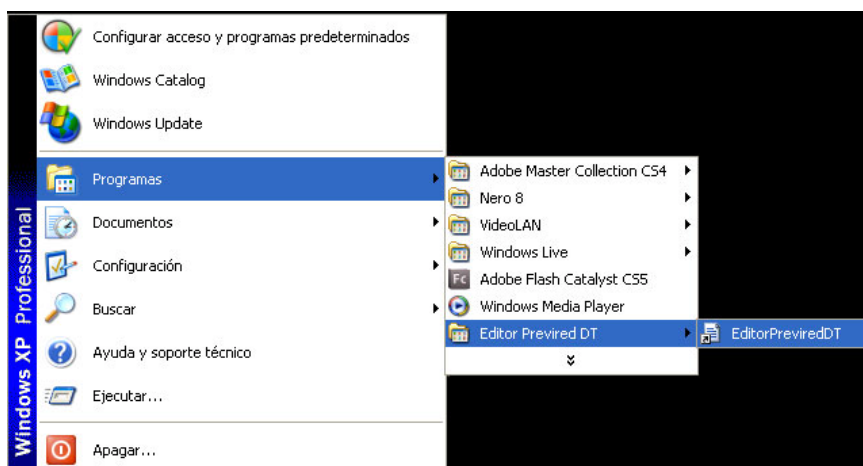 Windows XP Professional
Configurar acceso y programas predeterminados
Windows Catalog
Windows Update
Programas
Documentos
Configuración
Buscar
Ayuda y soporte técnico
Ejecutar...
Apagar...
Adobe Master Collection CS4
Nero 8
VideoLAN
Windows Live
Fc Adobe Flash Catalyst CS5
Windows Media Player
Editor Previred DT
EditorPreviredDT